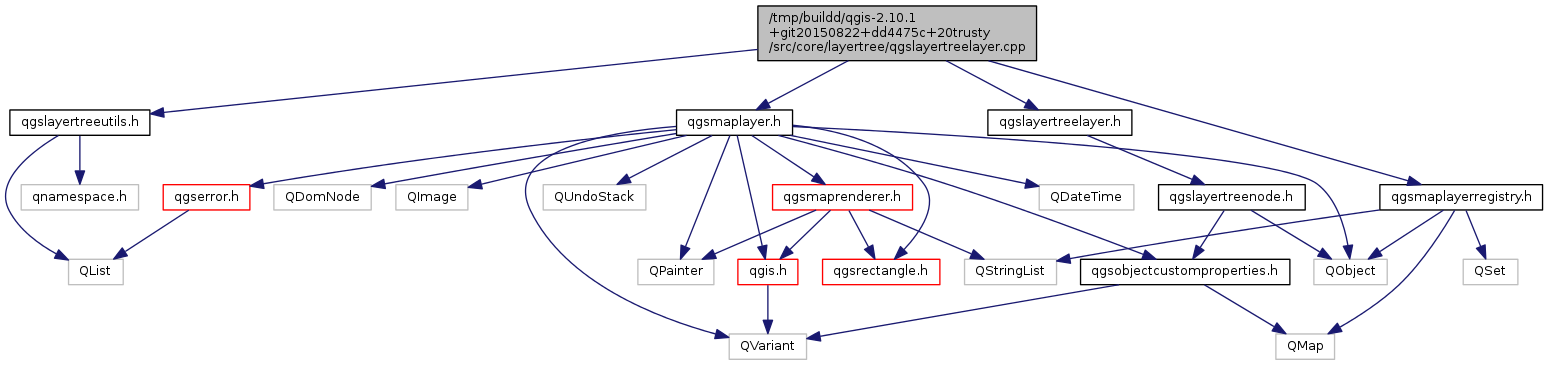 /tmp/buildd/qgis-2.10.1
+git20150822+dd4475c+20trusty
/src/core/layertree/qgslayertreelayer.cpp
qgslayertreeutils.h
qgsmaplayer.h
qgslayertreelayer.h
qnamespace.h
qgserror.h
QDomNode
QImage
QUndoStack
qgsmaprenderer.h
QDateTime
qgslayertreenode.h
qgsmaplayerregistry.h
QList
QPainter
qgis.h
qgsrectangle.h
QStringList
qgsobjectcustomproperties.h
QObject
QSet
QVariant
QMap